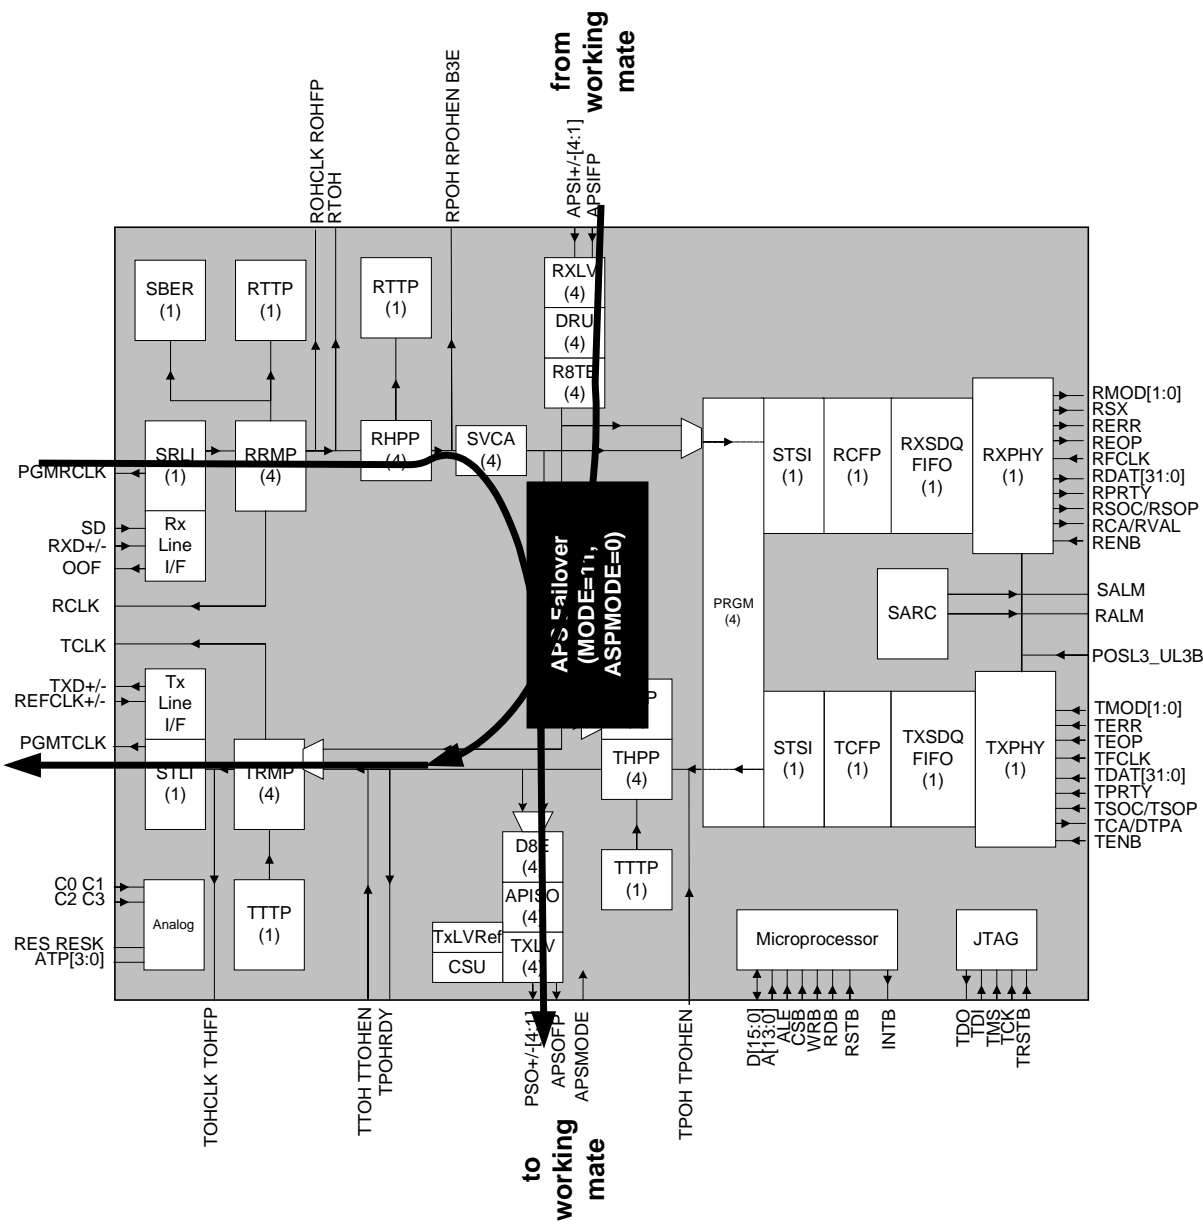 from
working
mate
ROHCLK ROHFP
RTOH
RPOH RPOHEN B3E
APSI+/-[4:1]
APSIFP
SBER
(1)
RTTP
(1)
RTTP
(1)
RXLV
(4)
DRU
(4)
R8TE
(4)
SRLI
(1)
RRMP
(4)
RHPP
(4)
SVCA
(4)
PGMRCLK
SD
RXD+/-
OOF
Rx
Line
I/F
RCLK
TCLK
TXD+/-
REFCLK+/-
Tx
Line
I/F
PGMTCLK
STLI
(1)
TRMP
(4)
THPP
(4)
APS Failover
(MODE=11,
ASPMODE=0)
PRGM
(4)
STSI
(1)
RCFP
(1)
RXSDQ
FIFO
(1)
RXPHY
(1)
RMOD[1:0]
RSX
RERR
REOP
RFCLK
RDAT[31:0]
RPRTY
RSOC/RSOP
RCA/RVAL
RENB
SARC
SALM
RALM
POSL3_UL3B
STSI
(1)
TCFP
(1)
TXSDQ
FIFO
(1)
TXPHY
(1)
TMOD[1:0]
TERR
TEOP
TFCLK
TDAT[31:0]
TPRTY
TSOC/TSOP
TCA/DTPA
TENB
C0 C1
C2 C3
RES RESK
ATP[3:0]
Analog
TTTP
(1)
D8E
(4)
APISO
(4)
TXLV
(4)
TxLVRef
CSU
TTTP
(1)
Microprocessor
JTAG
TOHCLK TOHFP
TTOH TTOHEN
TPOHRDY
PSO+/-[4:1]
APSOFP
APSMODE
TPOH TPOHEN
D[15:0]
A[13:0]
ALE
CSB
WRB
RDB
RSTB
INTB
TDO
TDI
TMS
TCK
TRSTB
to
working
mate